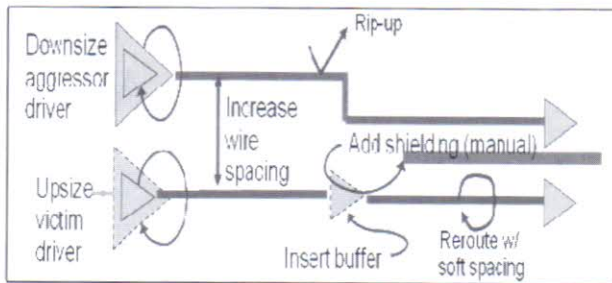 Rip-up
Downsize
aggressor
driver
Increase
wire
spacing
Add shielding (manual)
Upsize
victim
driver
Insert buffer
Reroute w/
soft spacing